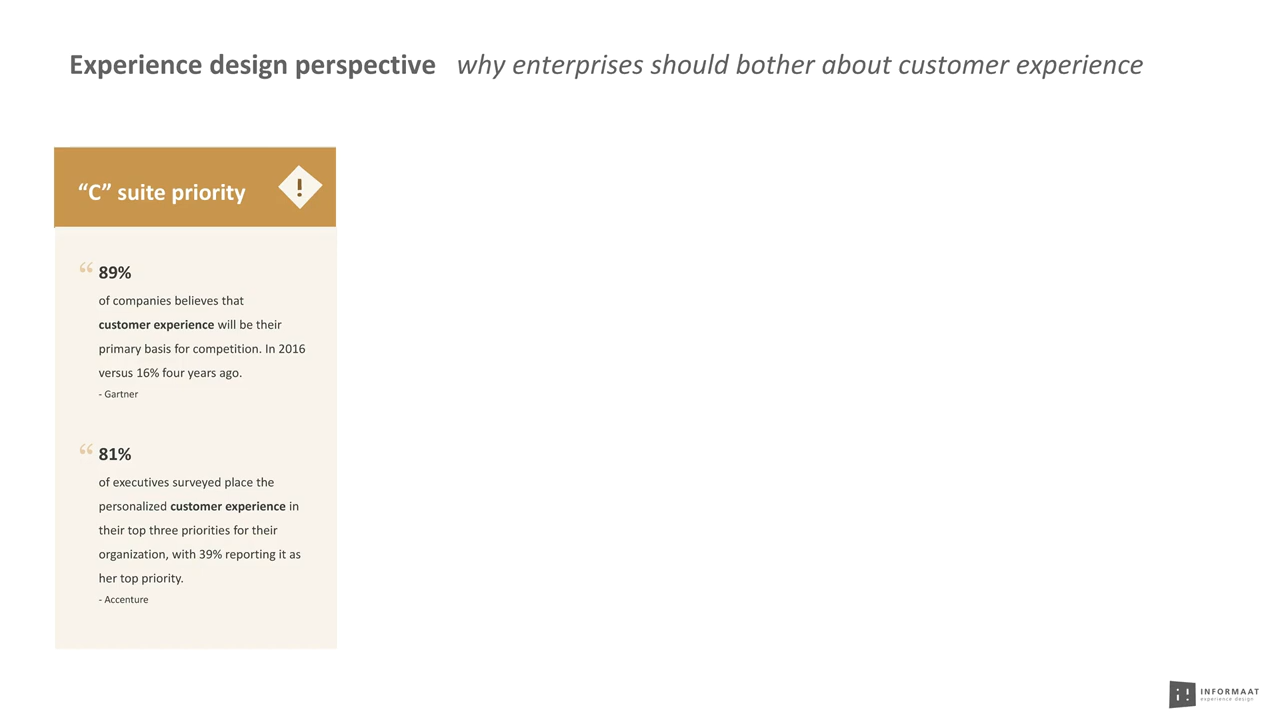 Experience design perspective why enterprises should bother about customer experience
“C” suite priority
!
“ 89%
of companies believes that
customer experience will be their
primary basis for competition. In 2016
versus 16% four years ago.
- Gartner
“ 81%
of executives surveyed place the
personalized customer experience in
their top three priorities for their
organization, with 39% reporting it as
her top priority.
- Accenture
i!
INFORMAAT
experience design